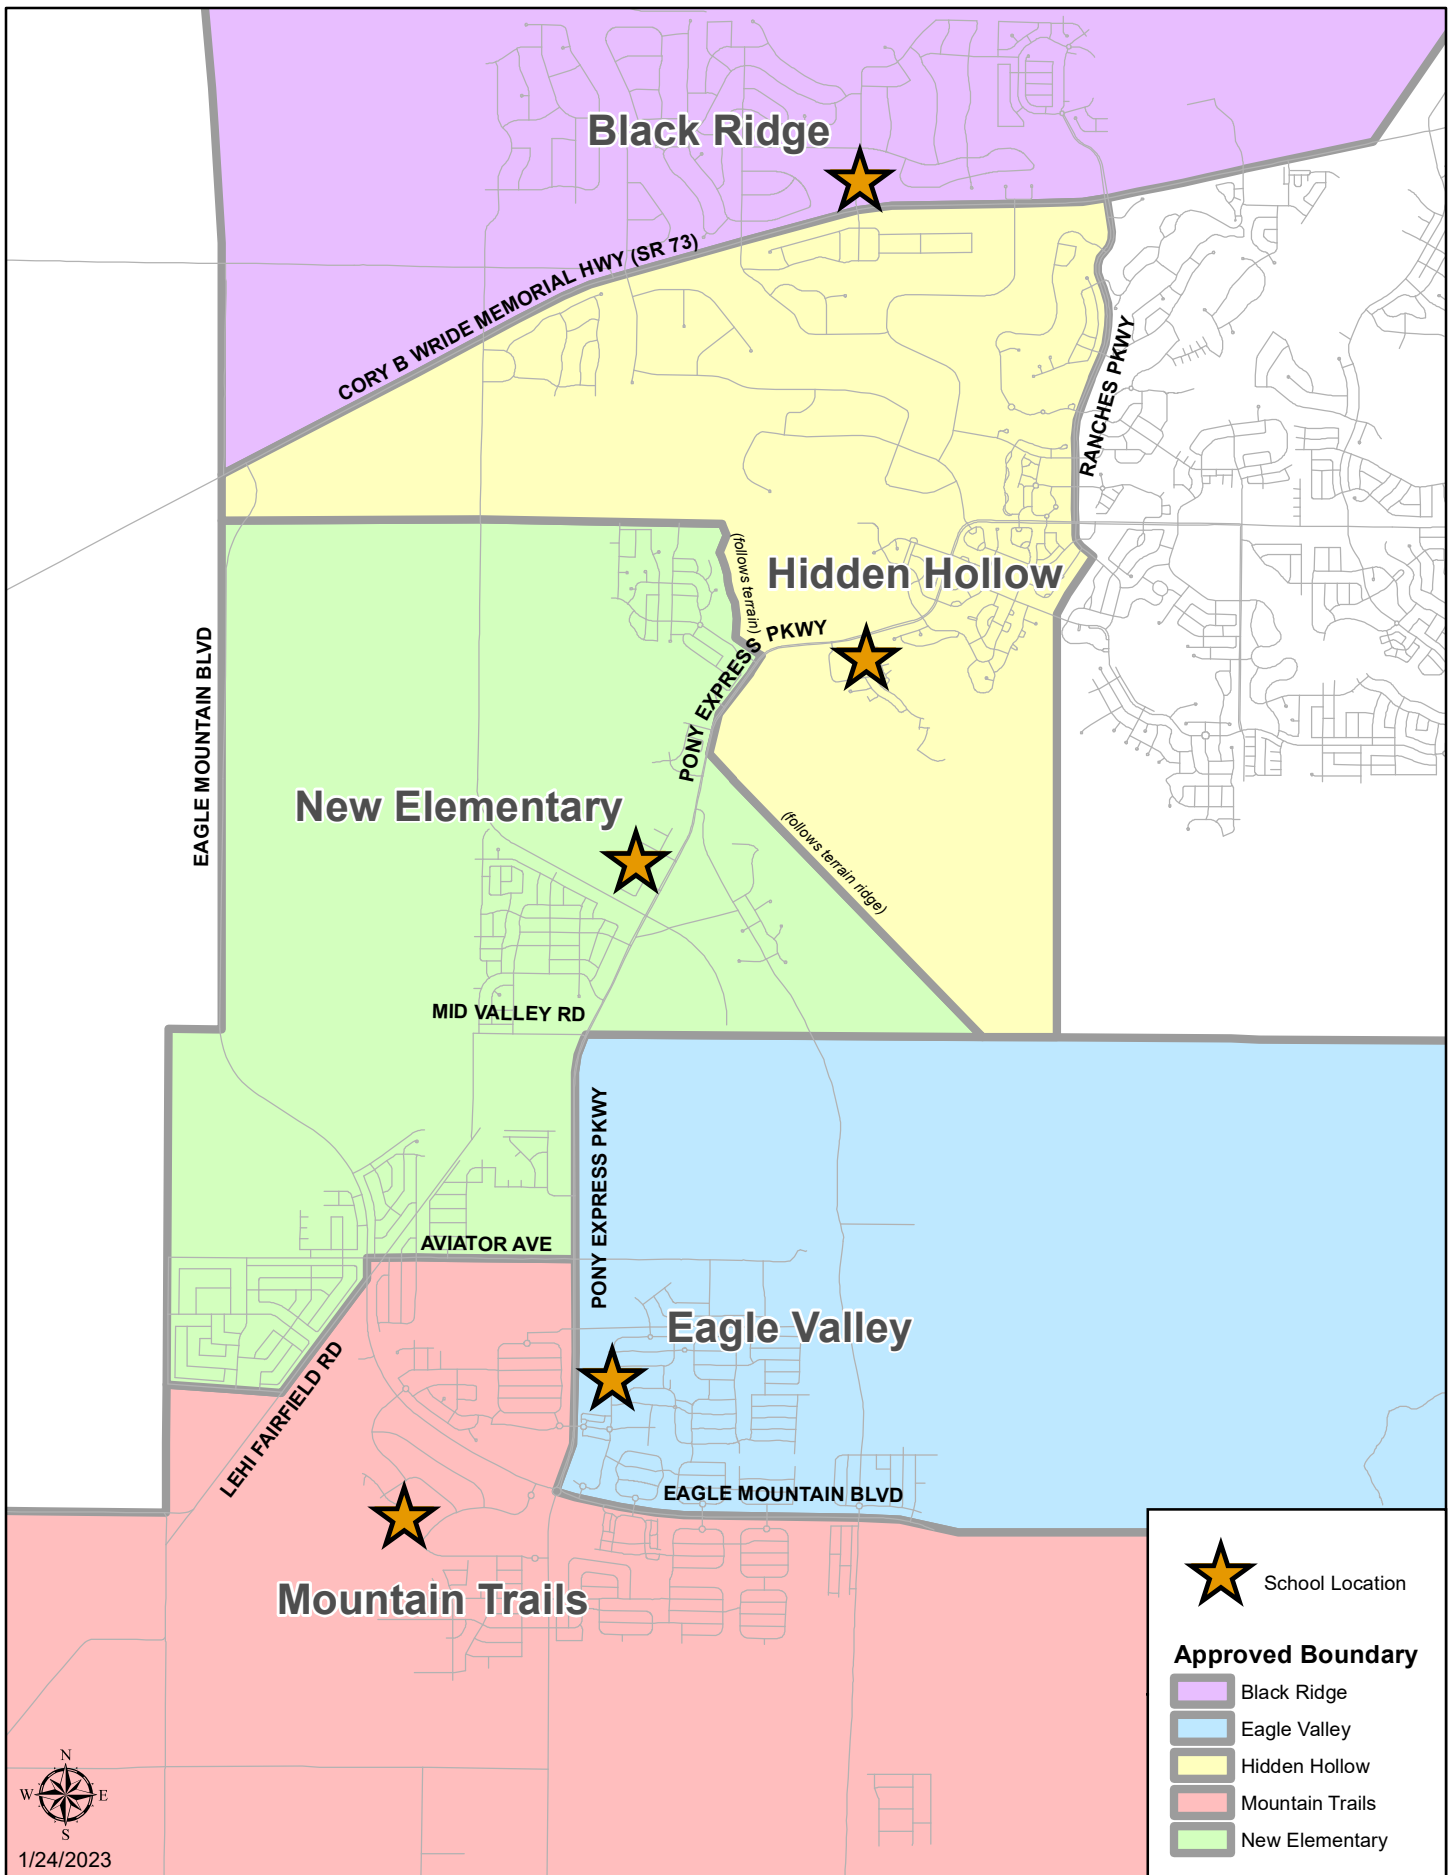 Black Ridge
CORY B WRIDE MEMORIAL HWY (SR 73)
RANCHES PKWY
(follows terrain)
Hidden Hollow
PONY EXPRESS PKWY
EAGLE MOUNTAIN BLVD
New Elementary
(follows terrain ridge)
MID VALLEY RD
PONY EXPRESS PKWY
AVIATOR AVE
Eagle Valley
LEHI FAIRFIELD RD
EAGLE MOUNTAIN BLVD
Mountain Trails
School Location
Approved Boundary
Black Ridge
Eagle Valley
Hidden Hollow
Mountain Trails
New Elementary
N
W E
S
1/24/2023